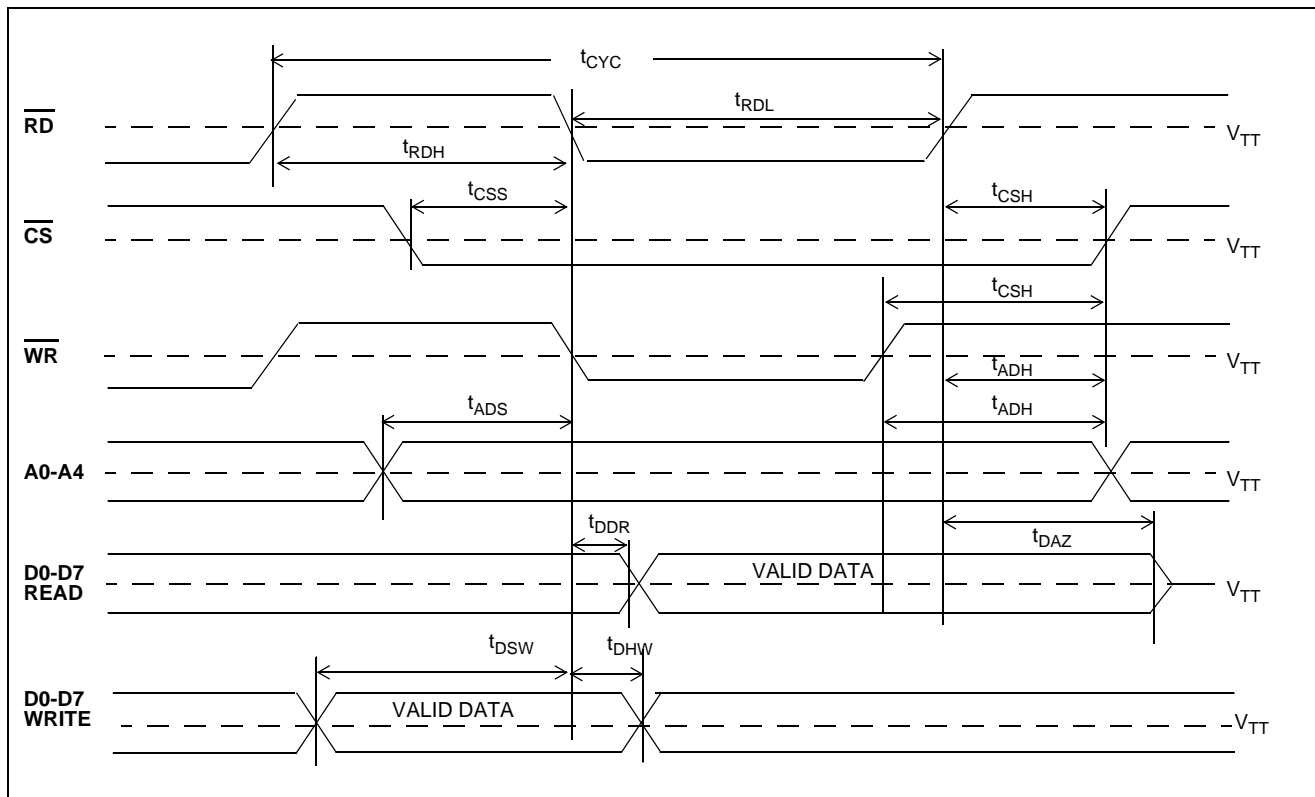 tCYC
RD
tRDL
VTT
tRDH
tCSS
tCSH
CS
VTT
tCSH
WR
VTT
tADH
tADS
tADH
A0-A4
VTT
tDDR
tDAZ
D0-D7
READ
VALID DATA
VTT
tDSW
tDHW
D0-D7
WRITE
VALID DATA
VTT